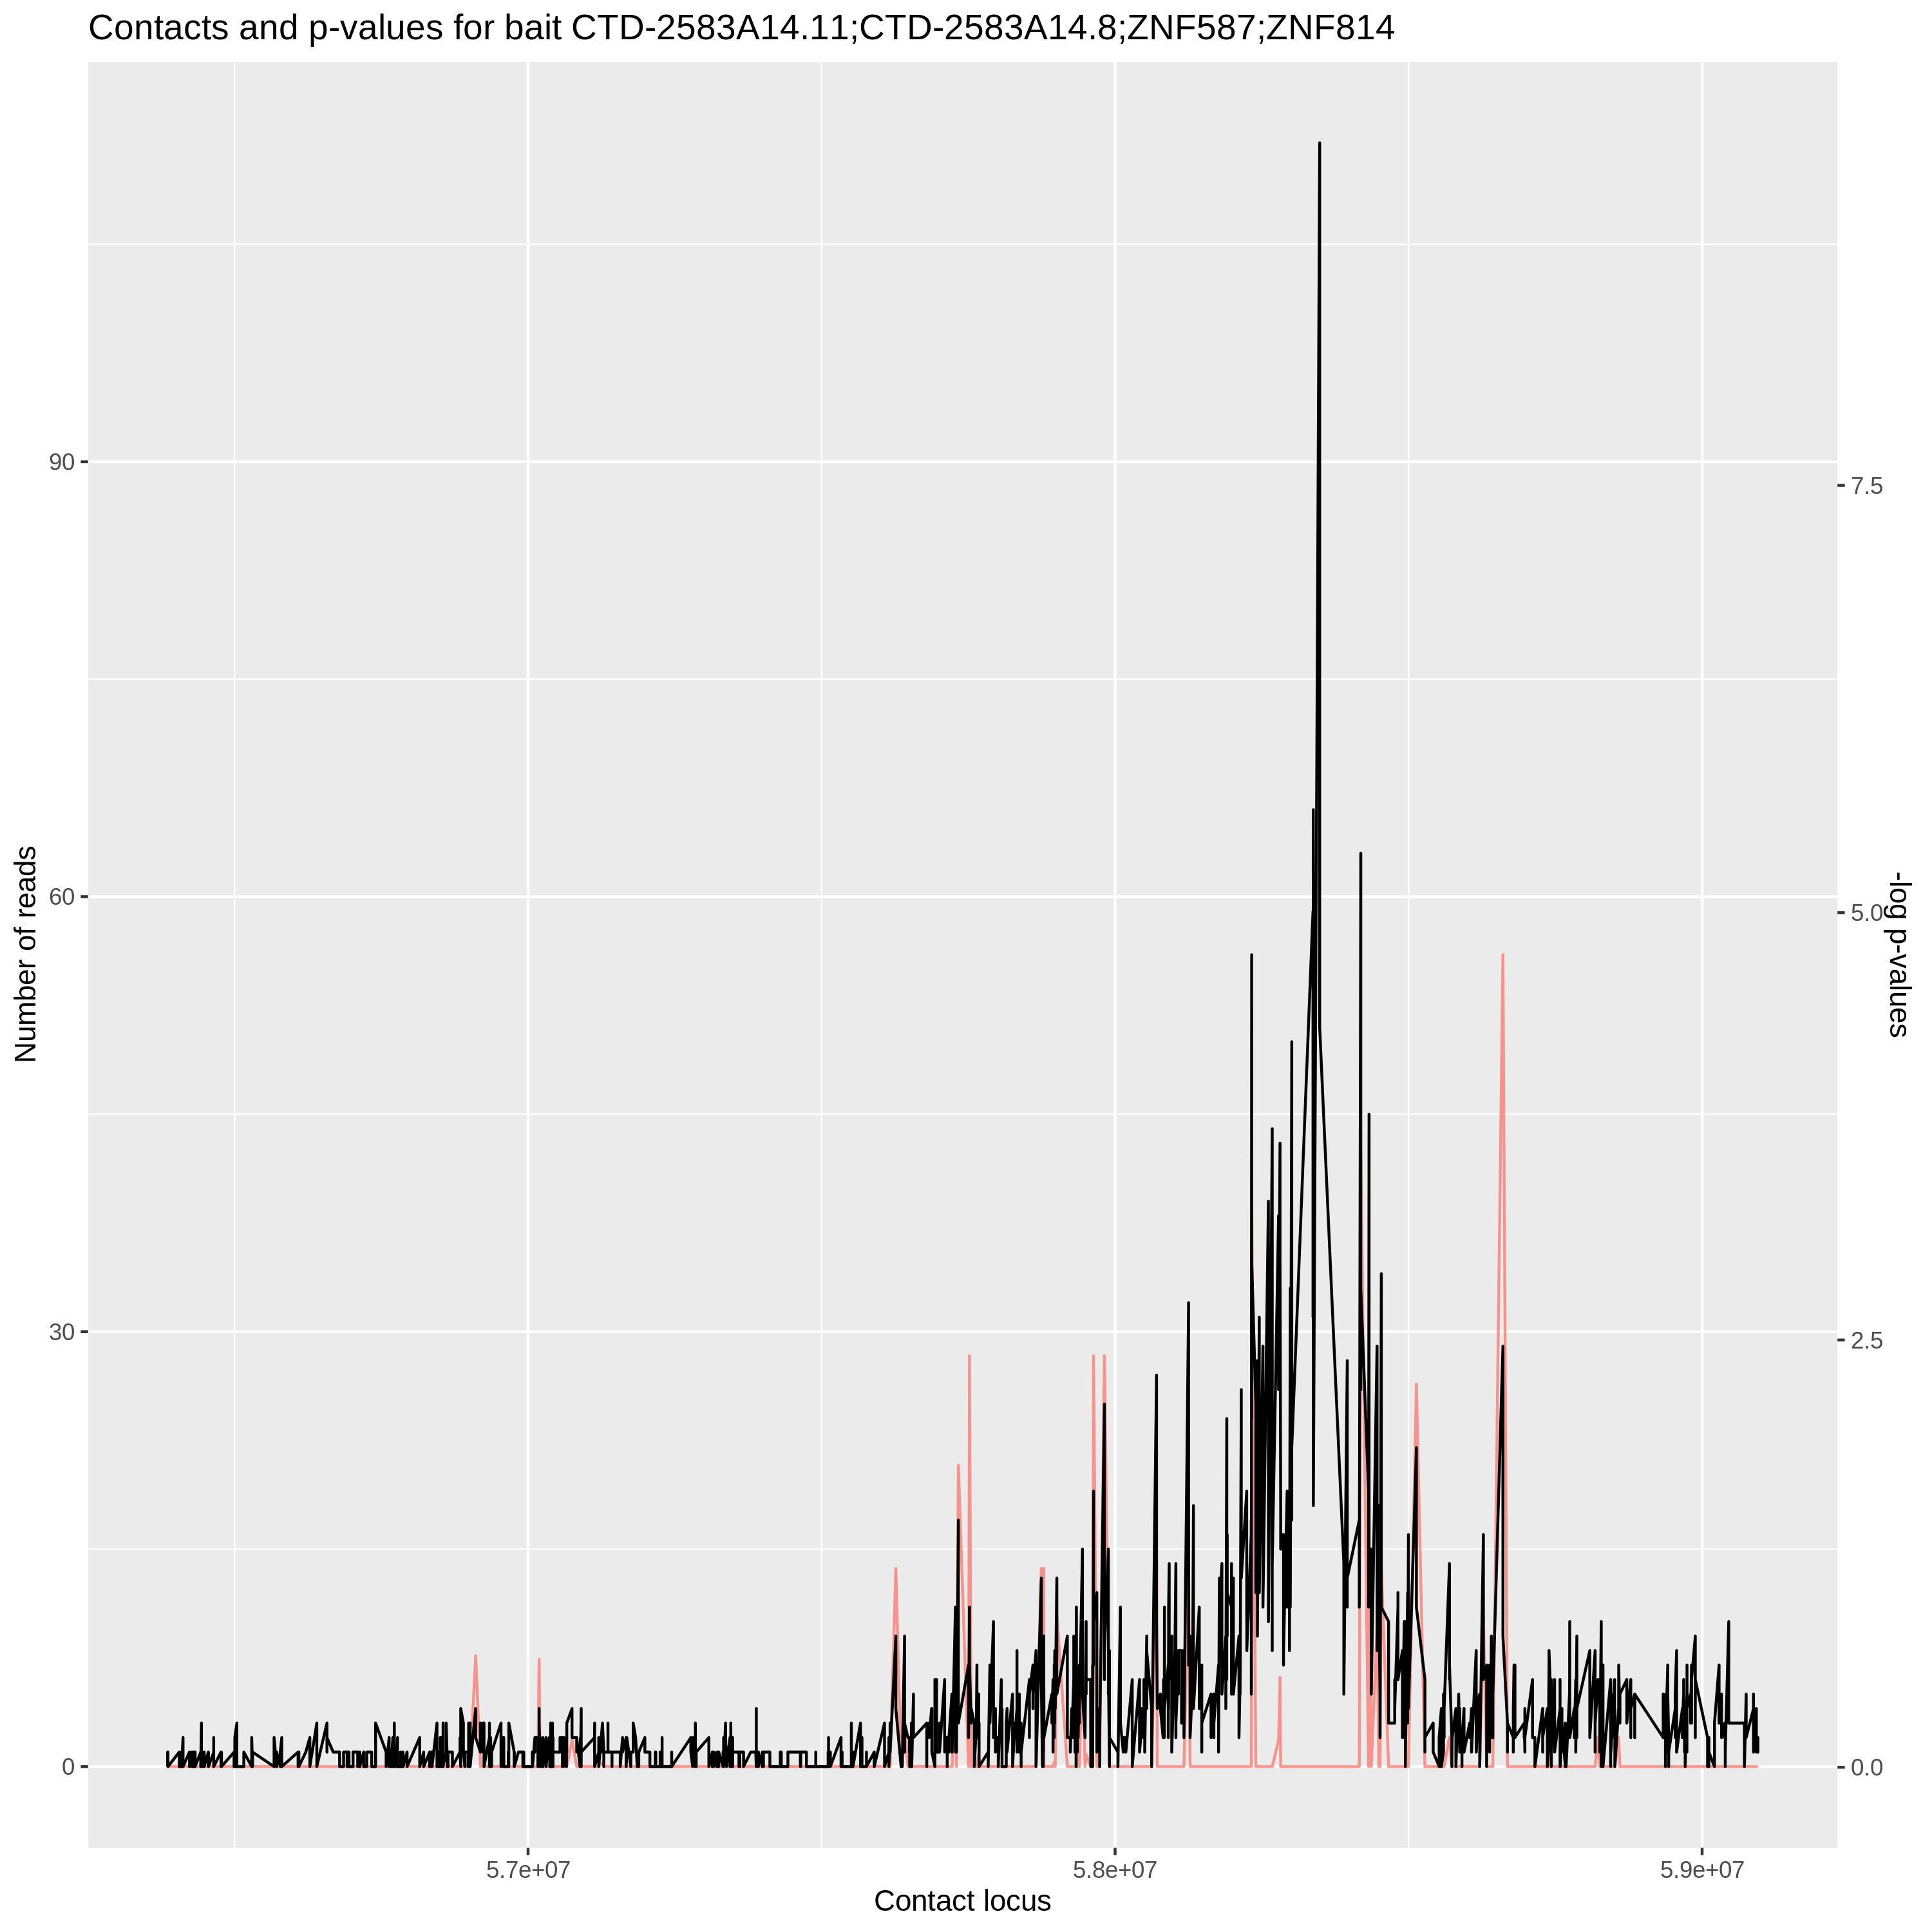 Contacts and p-values for bait CTD-2583A14.11;CTD-2583A14.8;ZNF587;ZNF814
90
60
30
0
Number of reads
7.5
5.0
2.5
0.0
-log p-values
5.7e+07 5.8e+07 5.9e+07
Contact locus